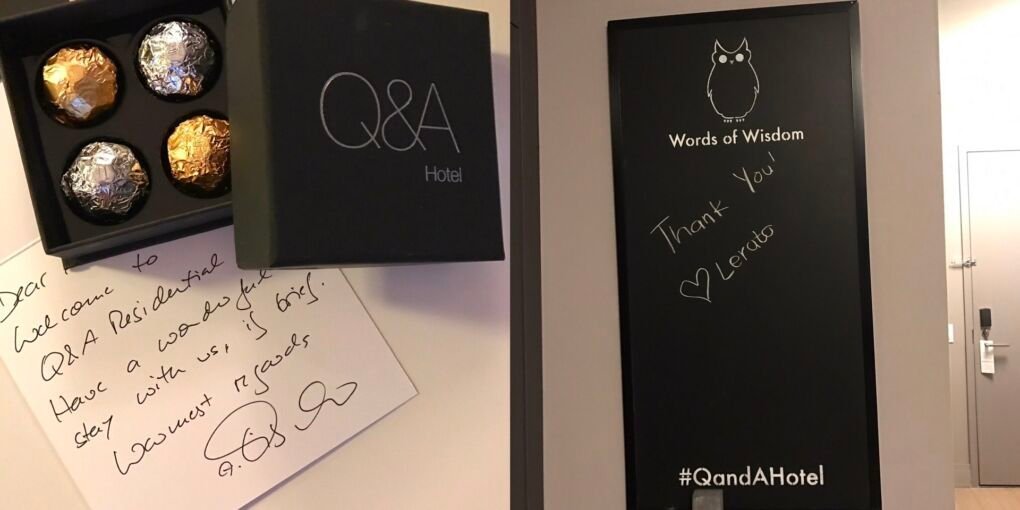 Q&A
Hotel
Dear
Welcome to
Q&A Residential
Have a wonderful
stay with us, is brief.
Warmest regards
Words of Wisdom
Thank You!
Lerato
#QandAHotel